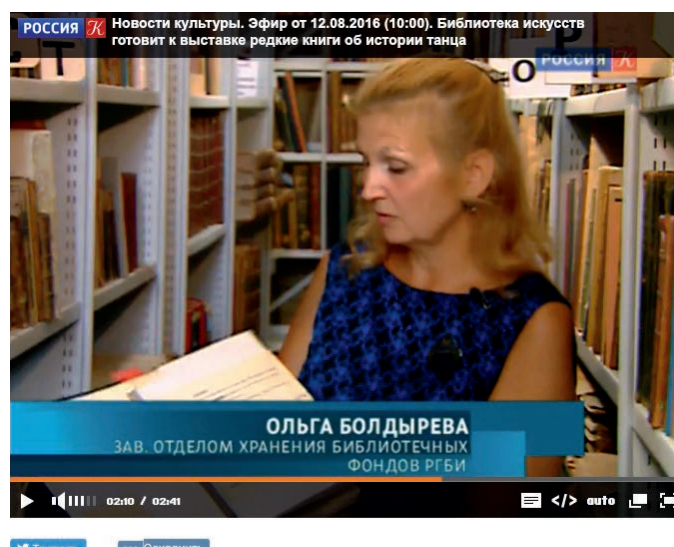 РОССИЯ К
Новости культуры. Эфир от 12.08.2016 (10:00). Библиотека искусств
готовит к выставке редкие книги об истории танца
РОССИЯ К
Т
О
Р
ОЛЬГА БОЛДЫРЕВА
ЗАВ. ОТДЕЛОМ ХРАНЕНИЯ БИБЛИОТЕЧНЫХ
ФОНДОВ РГБИ
02:10 / 02:41
</> auto